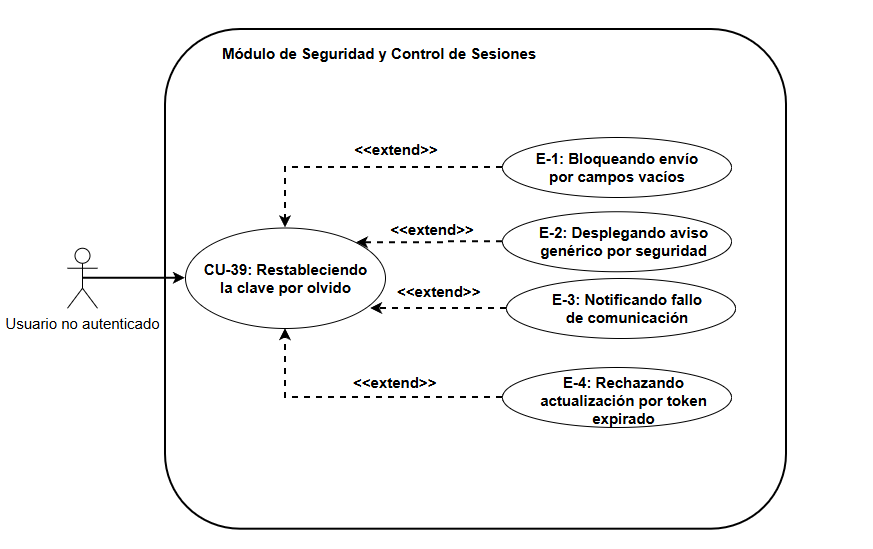 Módulo de Seguridad y Control de Sesiones
<<extend>>
E-1: Bloqueando envío
por campos vacíos
<<extend>>
E-2: Desplegando aviso
genérico por seguridad
CU-39: Restableciendo
la clave por olvido
<<extend>>
E-3: Notificando fallo
de comunicación
Usuario no autenticado
<<extend>>
E-4: Rechazando
actualización por token
expirado